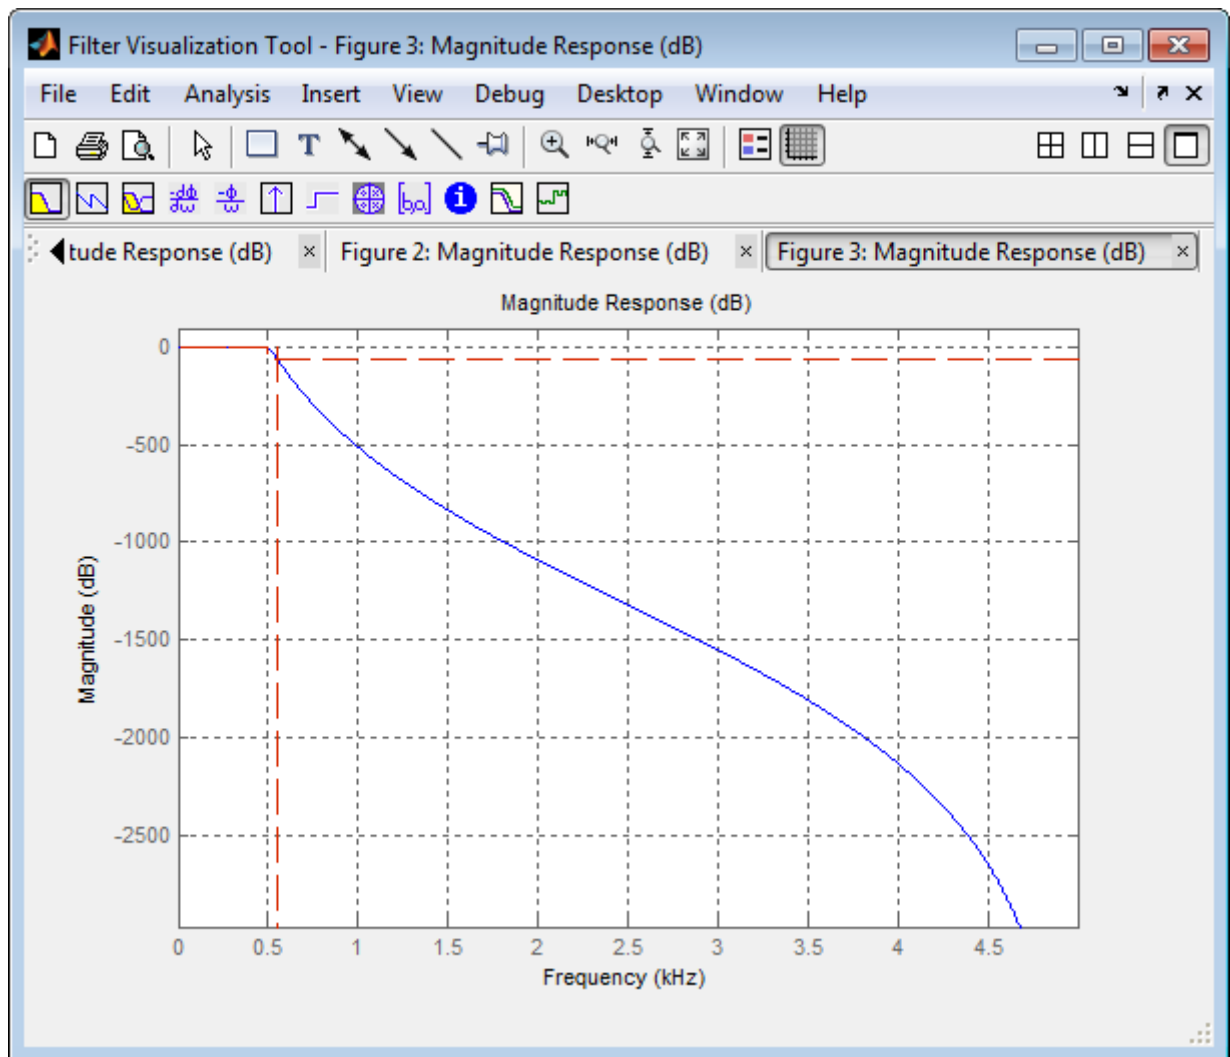 Filter Visualization Tool - Figure 3: Magnitude Response (dB)
File Edit Analysis Insert View Debug Desktop Window Help
T
[b,a] i
tude Response (dB) × Figure 2: Magnitude Response (dB) × Figure 3: Magnitude Response (dB) ×
Magnitude Response (dB)
0
-500
-1000
-1500
-2000
-2500
Magnitude (dB)
0 0.5 1 1.5 2 2.5 3 3.5 4 4.5
Frequency (kHz)